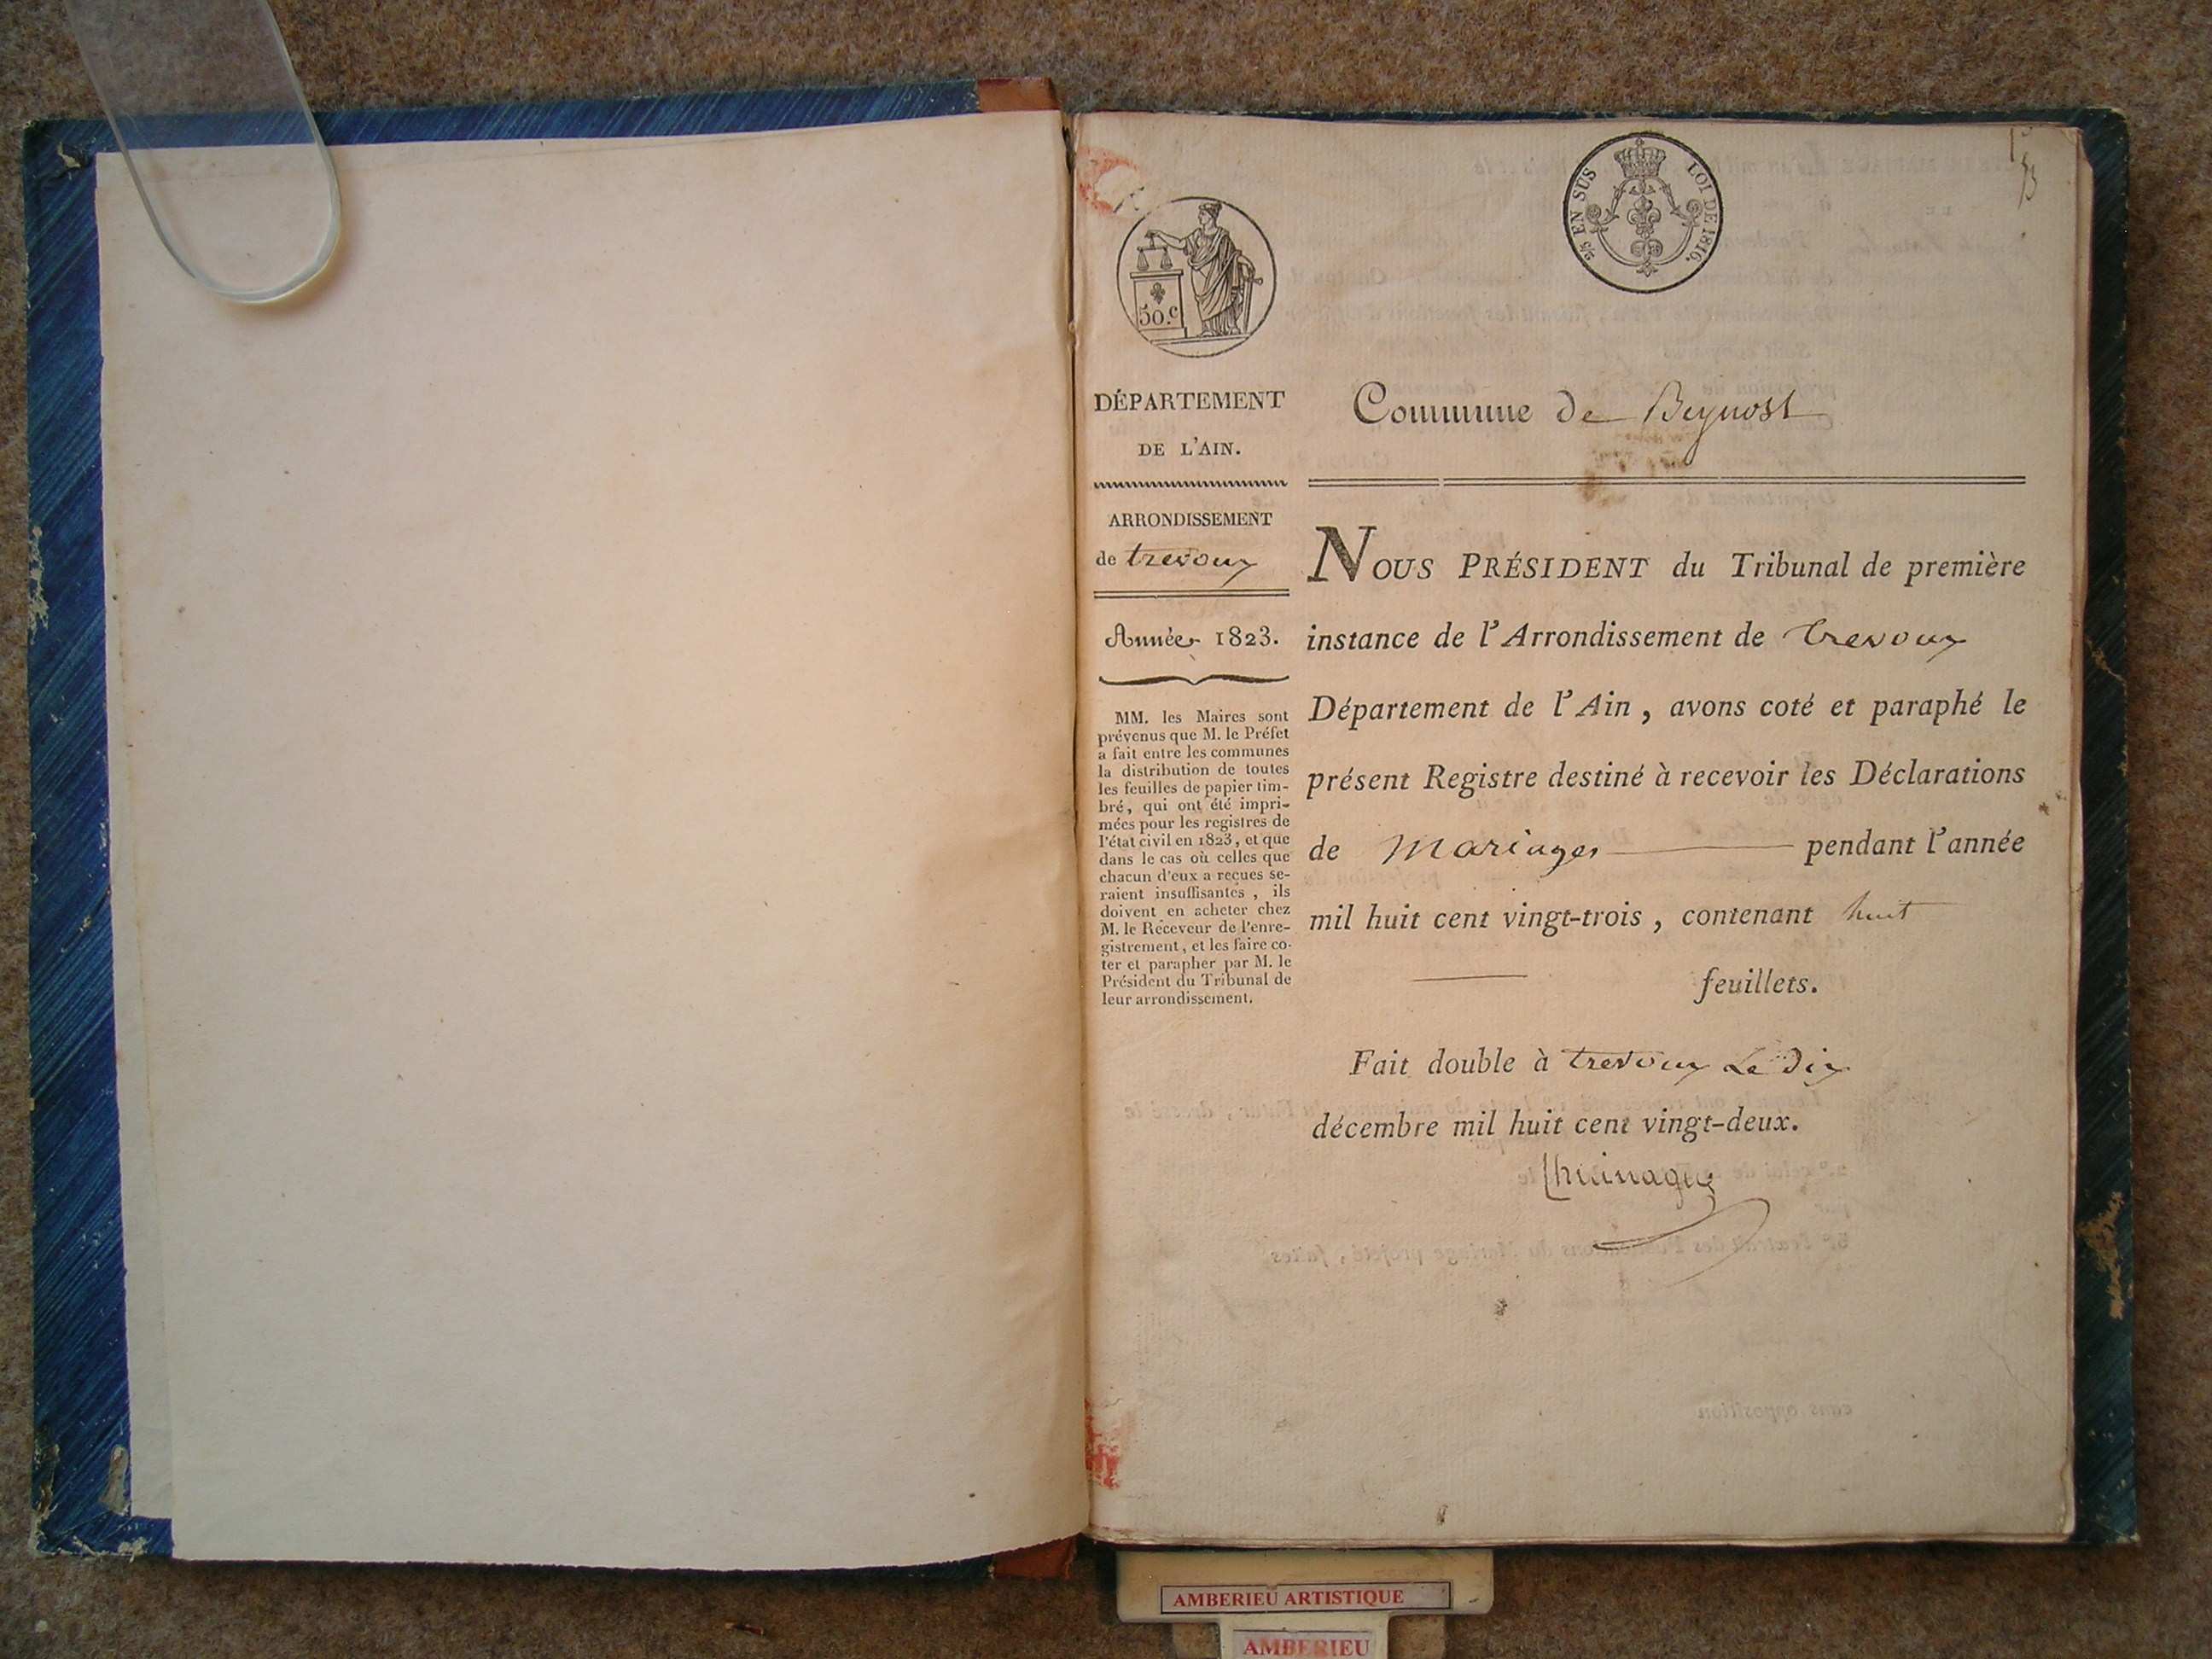 50.c
2/5 EN SUS LOI DE 1816.
DÉPARTEMENT
DE L'AIN.
ARRONDISSEMENT
de trevoux
Année 1823.
MM. les Maires sont
prévenus que M. le Préfet
a fait entre les communes
la distribution de toutes
les feuilles de papier tim-
bré, qui ont été impri-
mées pour les registres de
l'état civil en 1823, et que
dans le cas où celles que
chacun d'eux a reçues se-
raient insuffisantes, ils
doivent en acheter chez
M. le Receveur de l'enre-
gistrement, et les faire co-
ter et parapher par M. le
Président du Tribunal de
leur arrondissement.
Commune de Beynost
NOUS PRÉSIDENT du Tribunal de première
instance de l'Arrondissement de trevoux
Département de l'Ain, avons coté et paraphé le
présent Registre destiné à recevoir les Déclarations
de Mariages pendant l'année
mil huit cent vingt-trois, contenant huit
feuillets.
Fait double à trevoux Le dix
décembre mil huit cent vingt-deux.
AMBERIEU ARTISTIQUE
AMBERIEU